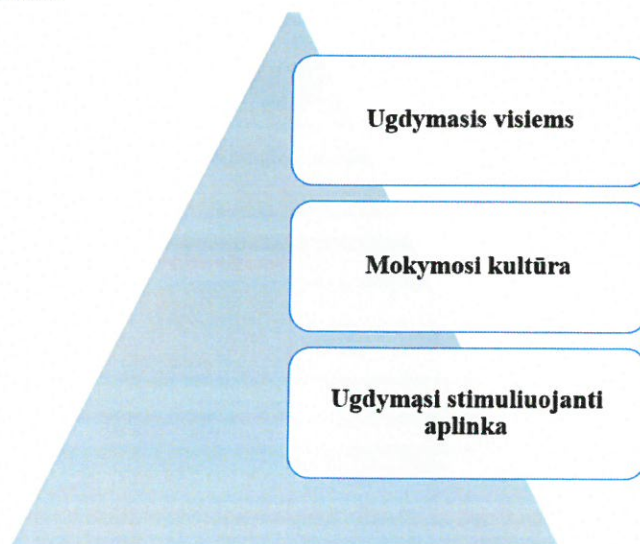 Ugdymasis visiems
Mokymosi kultūra
Ugdymąsi stimuliuojanti
aplinka